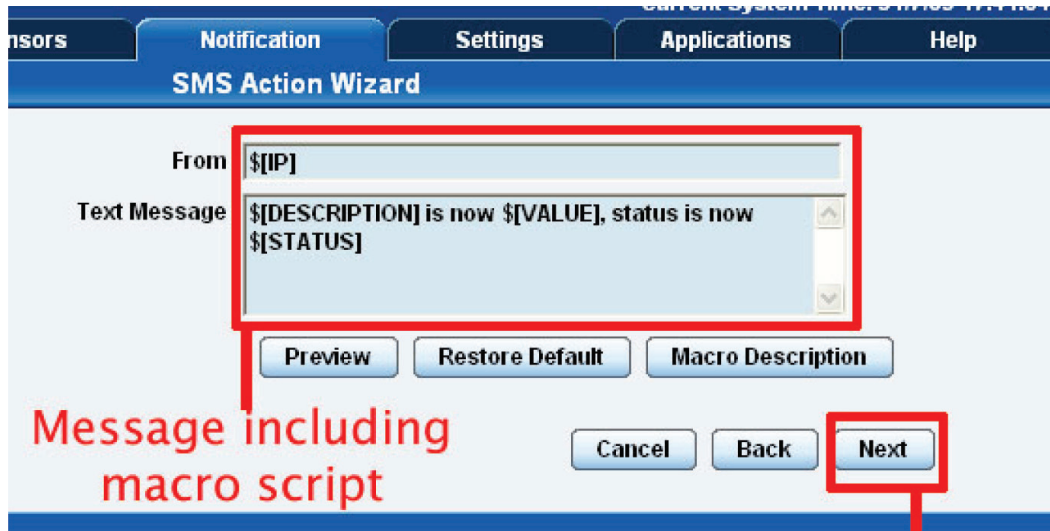 nsors Notification Settings Applications Help
SMS Action Wizard
From $[IP]
Text Message $[DESCRIPTION] is now $[VALUE], status is now
$[STATUS]
Preview Restore Default Macro Description
Message including
macro script
Cancel Back Next